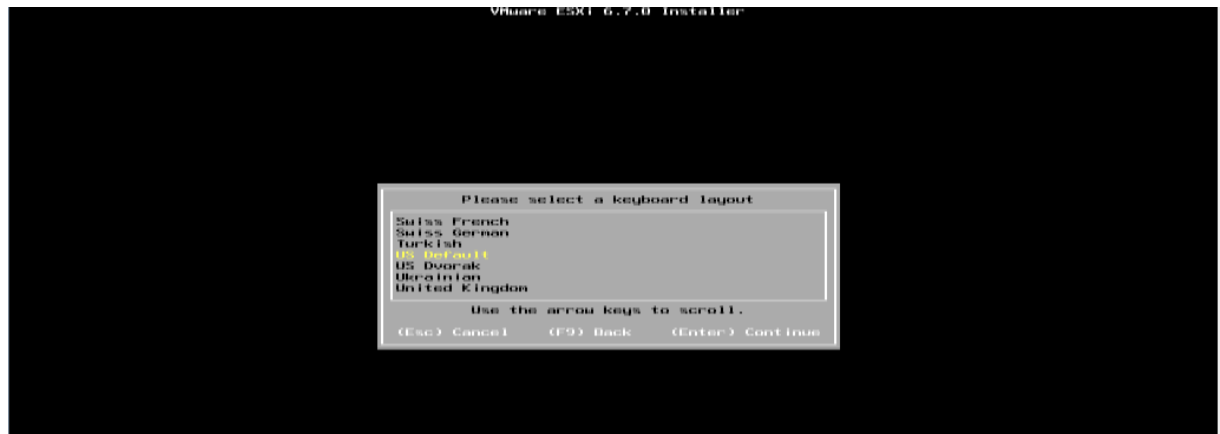 VMware ESXi 6.7.0 Installer
Please select a keyboard layout
Swiss French
Swiss German
Turkish
US Default
US Dvorak
Ukrainian
United Kingdom
Use the arrow keys to scroll.
(Esc) Cancel (F9) Back (Enter) Continue